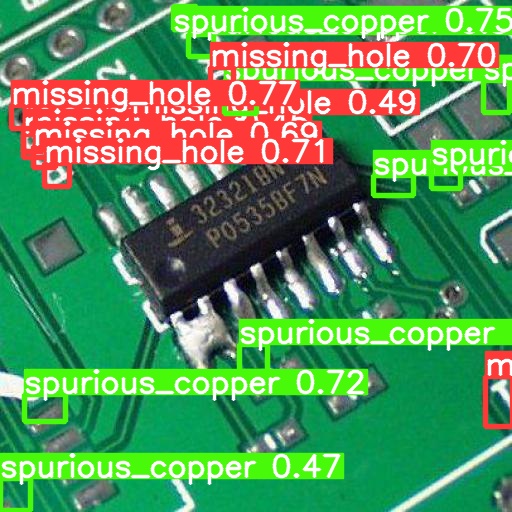 spurious_copper 0.75
missing_hole 0.70
spurious_copper
missing_hole 0.77
hole 0.49
missing_hole 0.69
missing_hole 0.71
32321BN
P0535BF7N
spurious_copper
spurious_copper 0.72
spurious_copper 0.47